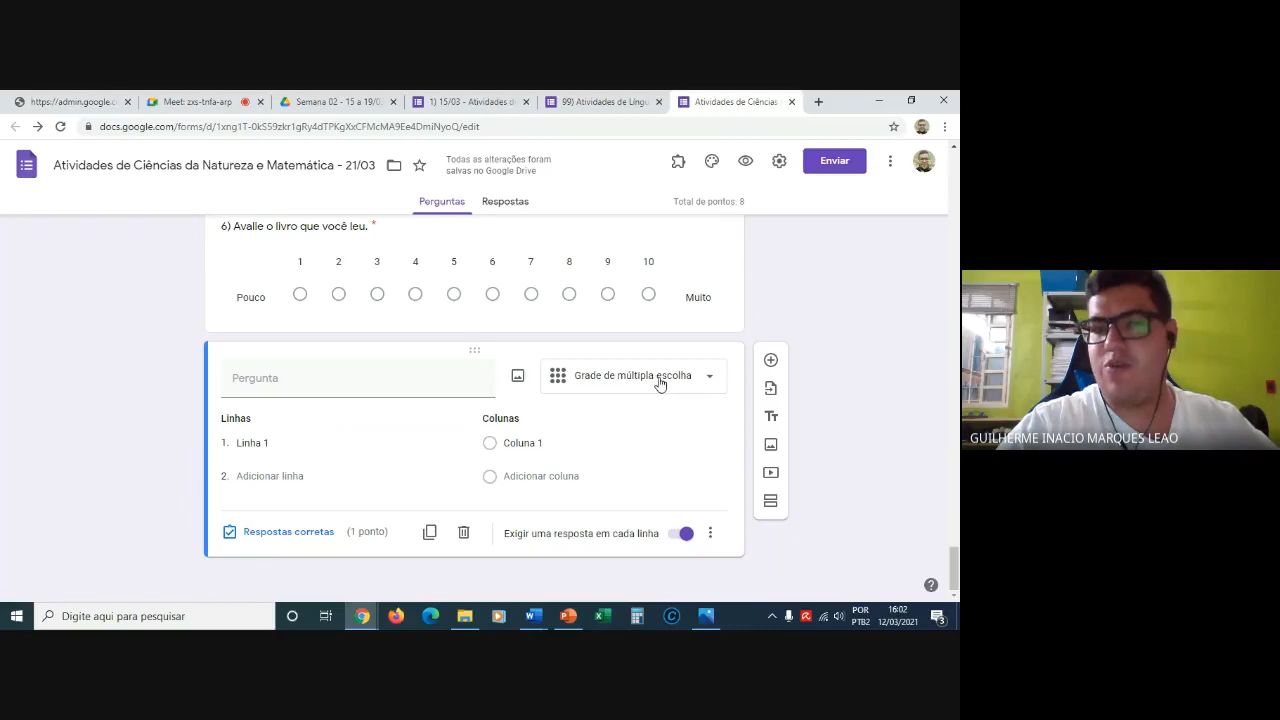 https://admin.google.c
Meet: zxs-tnfa-arp
Semana 02 - 15 a 19/03
1) 15/03 - Atividades d
99) Atividades de Língu
Atividades de Ciências
docs.google.com/forms/d/1xng1T-0kS59zkr1gRy4dTPKgXxCFMcMA9Ee4DmiNyoQ/edit
Atividades de Ciências da Natureza e Matemática - 21/03
Todas as alterações foram
salvas no Google Drive
Enviar
Perguntas
Respostas
Total de pontos: 8
6) Avalie o livro que você leu. *
1 2 3 4 5 6 7 8 9 10
Pouco
Muito
Pergunta
Grade de múltipla escolha
Linhas
Colunas
1. Linha 1
Coluna 1
2. Adicionar linha
Adicionar coluna
Respostas corretas (1 ponto)
Exigir uma resposta em cada linha
GUILHERME INACIO MARQUES LEAO
Digite aqui para pesquisar
POR
PTB2
16:02
12/03/2021
3